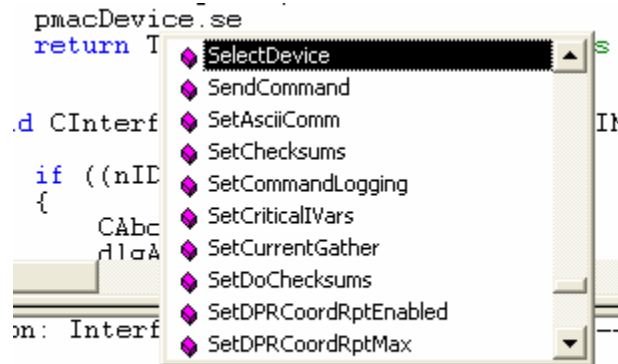 pmacDevice.se
return T
s
SelectDevice
SendCommand
d CInterf
SetAsciiComm
SetChecksums
if ((nID
SetCommandLogging
{
SetCriticalIVars
CAbc
SetCurrentGather
dlgA
SetDoChecksums
SetDPRCoordRptEnabled
on: Interf
SetDPRCoordRptMax